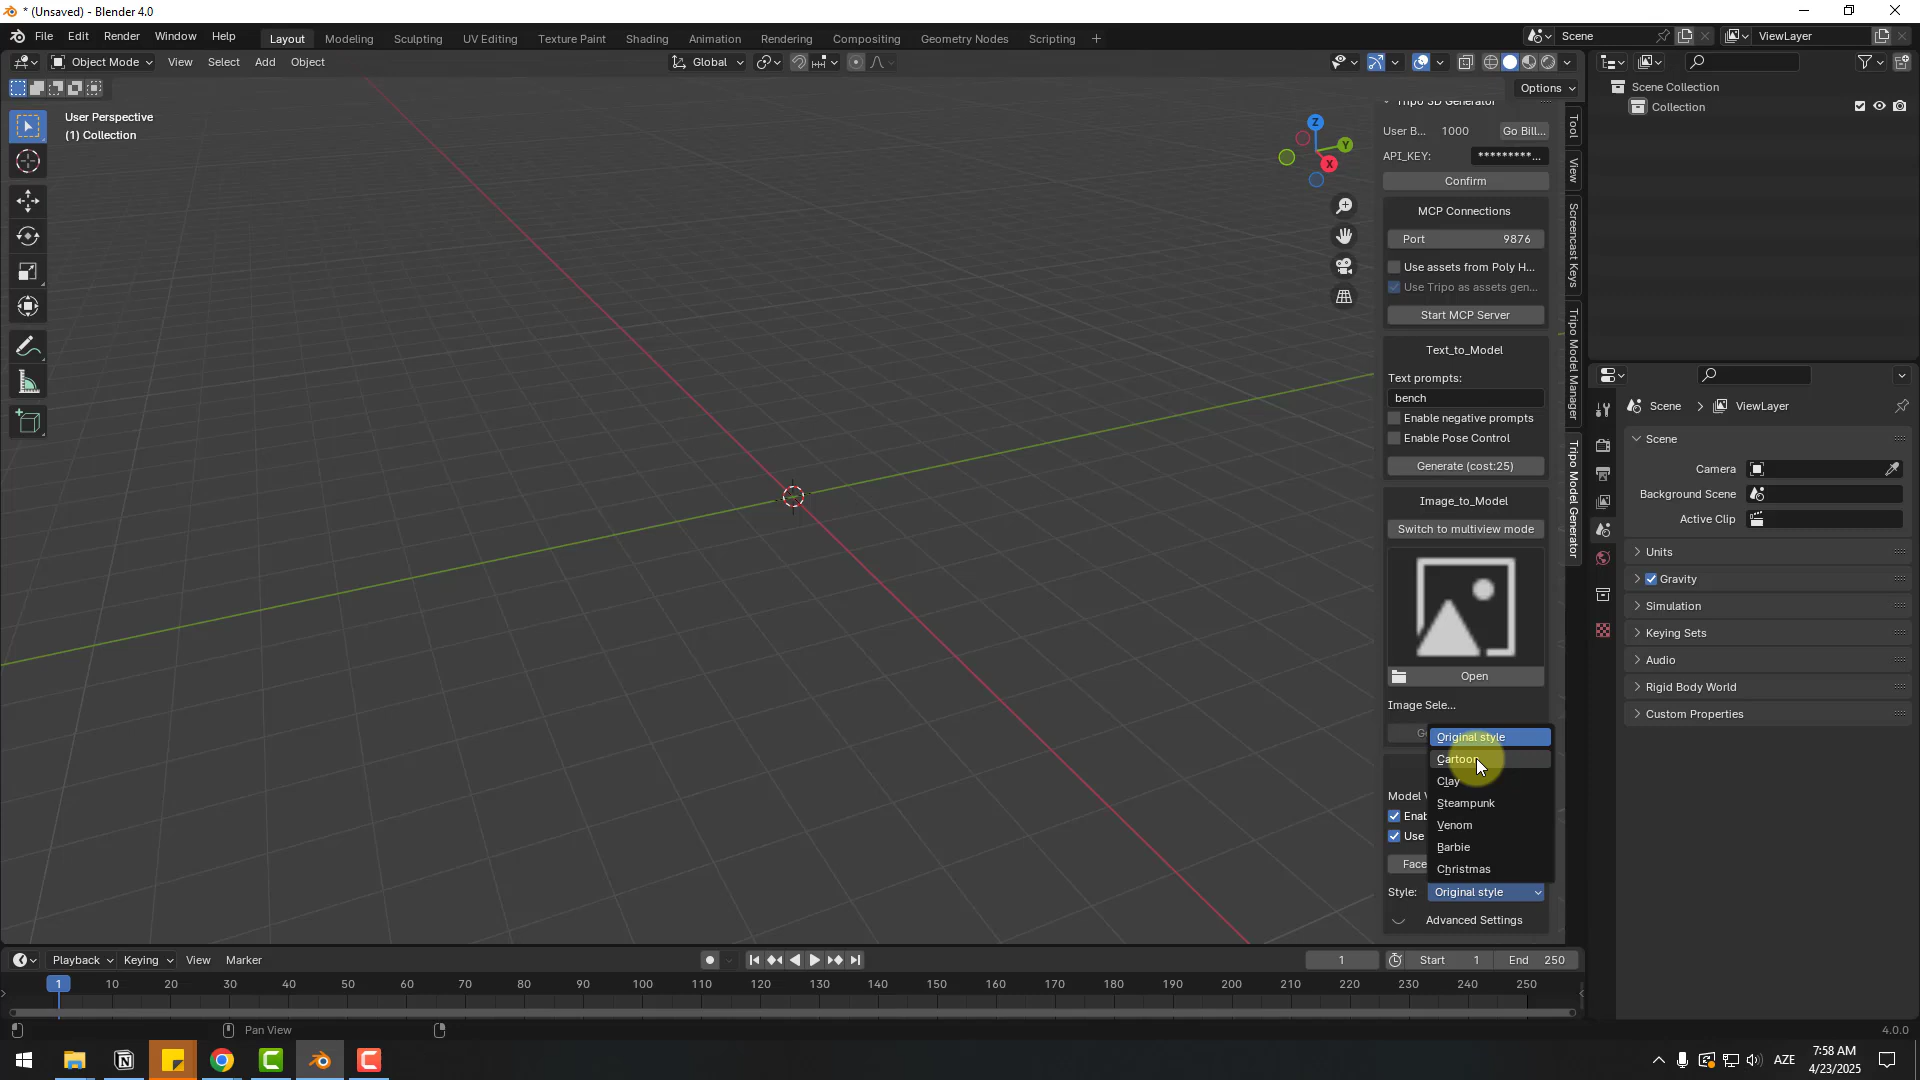 * (Unsaved) - Blender 4.0
File Edit Render Window Help
Layout Modeling Sculpting UV Editing Texture Paint Shading Animation Rendering Compositing Geometry Nodes Scripting +
Scene
ViewLayer
Object Mode View Select Add Object
Global
Options
User Perspective
(1) Collection
Z
Y
X
Tripo 3D Generator
User B... 1000 Go Bill...
API_KEY: *********...
Confirm
MCP Connections
Port 9876
Use assets from Poly H...
Use Tripo as assets gen...
Start MCP Server
Text_to_Model
Text prompts:
bench
Enable negative prompts
Enable Pose Control
Generate (cost:25)
Image_to_Model
Switch to multiview mode
Open
Image Sele...
Original style
Cartoon
Clay
Steampunk
Venom
Barbie
Christmas
Model
Enab
Use
Face
Style: Original style
Advanced Settings
Tool
View
Screencast Keys
Tripo Model Manager
Tripo Model Generator
Scene Collection
Collection
Scene > ViewLayer
Scene
Camera
Background Scene
Active Clip
Units
Gravity
Simulation
Keying Sets
Audio
Rigid Body World
Custom Properties
Playback Keying View Marker
1
Start 1
End 250
1 10 20 30 40 50 60 70 80 90 100 110 120 130 140 150 160 170 180 190 200 210 220 230 240 250
Pan View
4.0.0
AZE
7:58 AM
4/23/2025